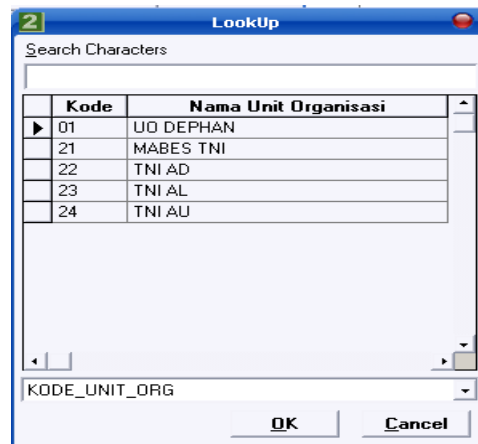 2 LookUp
Search Characters
Kode Nama Unit Organisasi
01 UO DEPHAN
21 MABES TNI
22 TNI AD
23 TNI AL
24 TNI AU
KODE_UNIT_ORG
OK Cancel